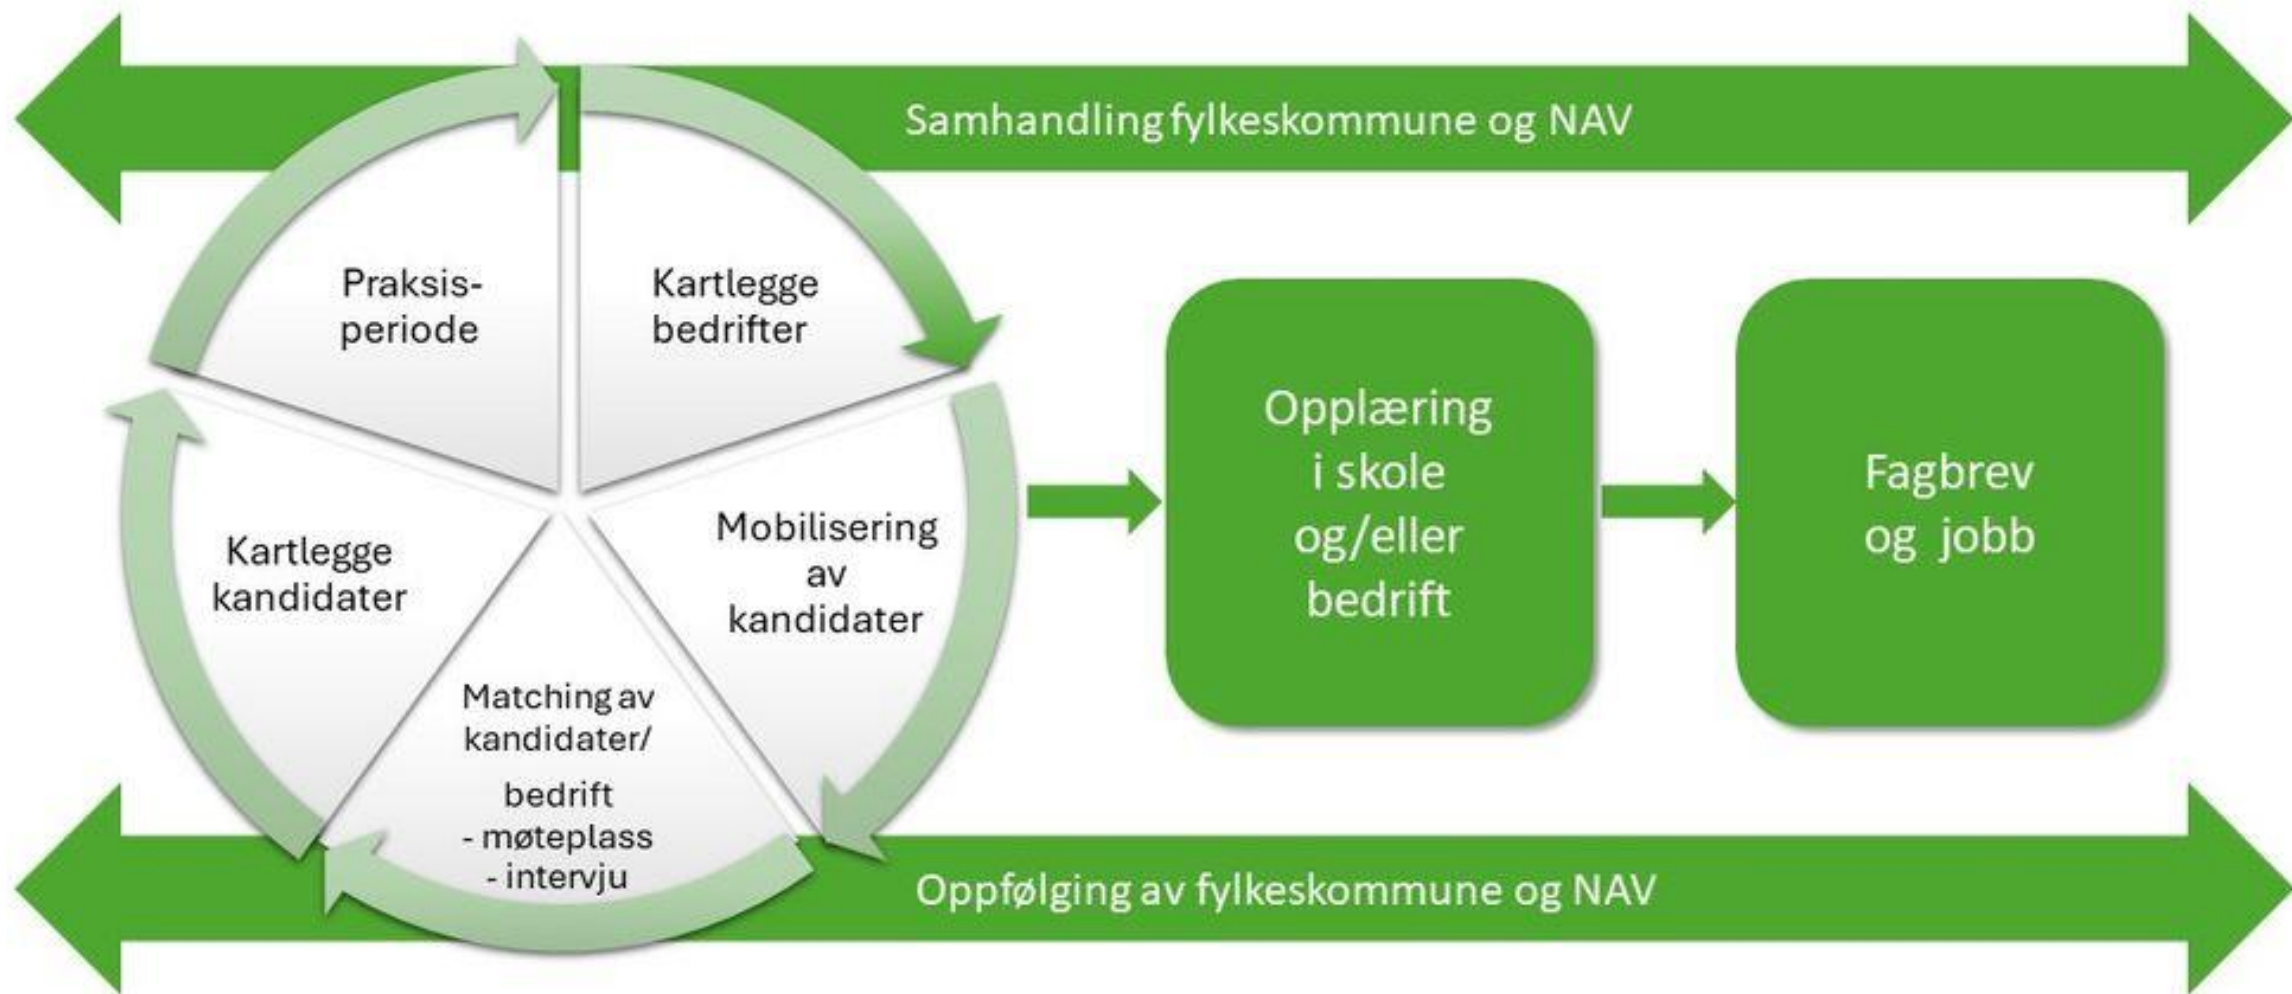 Samhandling fylkeskommune og NAV
Praksis-
periode
Kartlegge
bedrifter
Mobilisering
av
kandidater
Matching av
kandidater/
bedrift
- møteplass
- intervju
Kartlegge
kandidater
Opplæring
i skole
og/eller
bedrift
Fagbrev
og jobb
Oppfølging av fylkeskommune og NAV